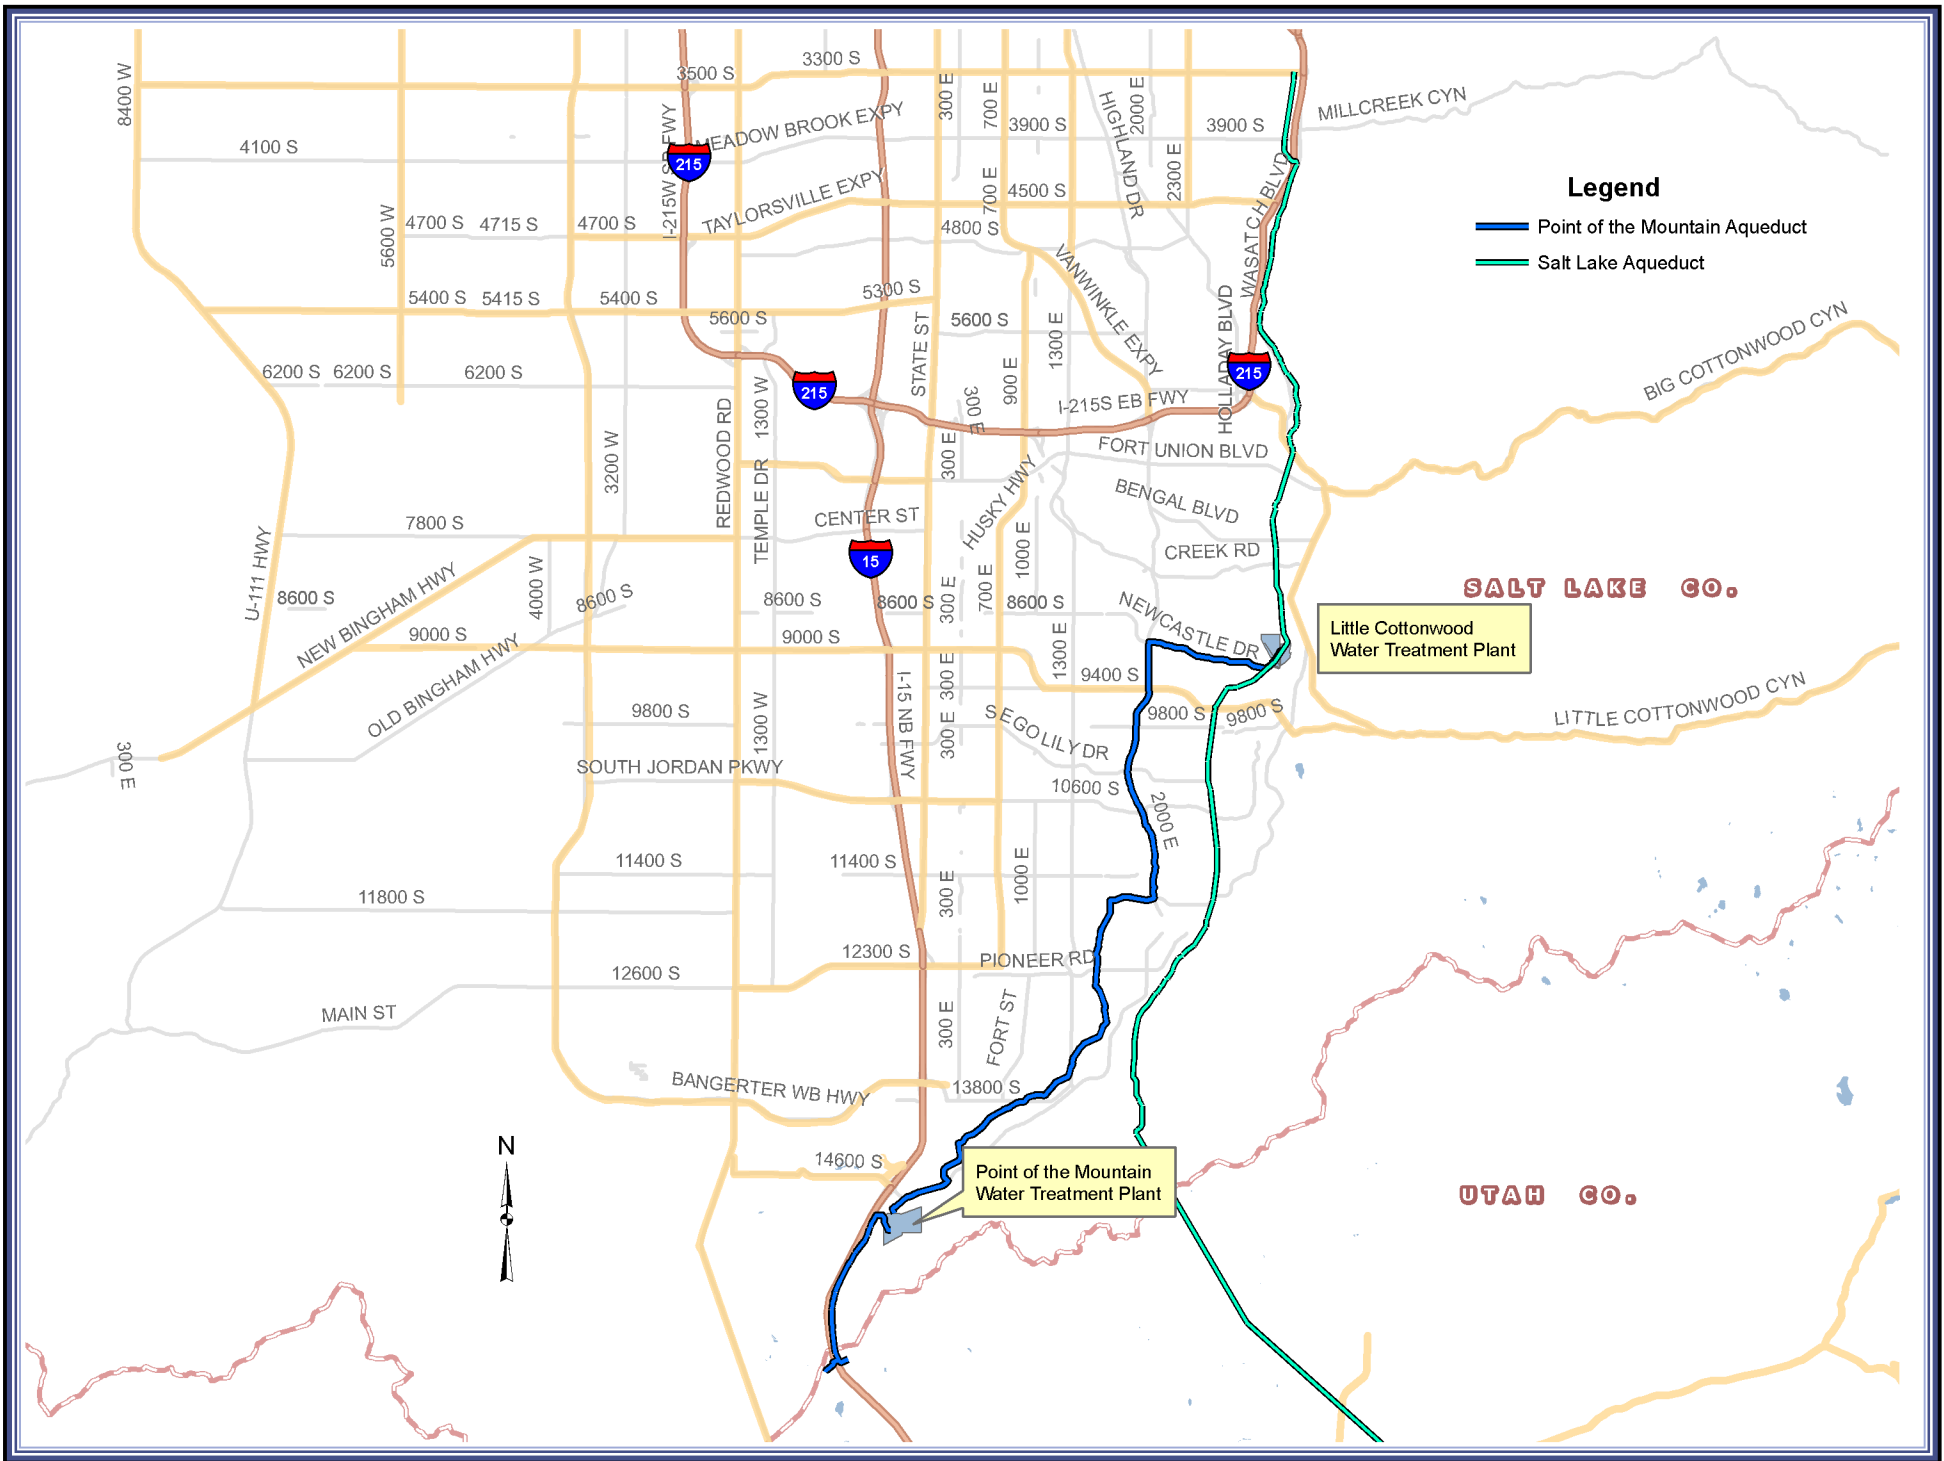 3300 S
3500 S
8400 W
MILLCREEK CYN
300 E
700 E
HIGHLAND DR
2000 E
3900 S
3900 S
MEADOW BROOK EXPY
4100 S
215
2300 E
WASATCH BLVD
Legend
Point of the Mountain Aqueduct
Salt Lake Aqueduct
TAYLORSVILLE EXPY
700 E
4500 S
5600 W
4700 S
4715 S
4700 S
4800 S
VANWINKLE EXPY
5400 S
5415 S
5400 S
5300 S
5600 S
5600 S
STATE ST
1300 E
HOLLADAY BLVD
BIG COTTONWOOD CYN
6200 S
6200 S
6200 S
215
215
900 E
I-215S EB FWY
1300 W
REDWOOD RD
300 E
300 E
3200 W
FORT UNION BLVD
TEMPLE DR
HUSKY HWY
BENGAL BLVD
7800 S
CENTER ST
1000 E
CREEK RD
U-111 HWY
NEW BINGHAM HWY
4000 W
15
SALT LAKE CO.
8600 S
8600 S
8600 S
8600 S
300 E
700 E
8600 S
NEWCASTLE DR
Little Cottonwood
Water Treatment Plant
9000 S
9000 S
OLD BINGHAM HWY
1300 E
300 E
9400 S
I-15 NB FWY
9800 S
1300 W
300 E
SEGO LILY DR
9800 S
9800 S
LITTLE COTTONWOOD CYN
300 E
SOUTH JORDAN PKWY
10600 S
2000 E
11400 S
11400 S
11800 S
300 E
1000 E
12300 S
PIONEER RD
12600 S
MAIN ST
300 E
FORT ST
BANGERTER WB HWY
13800 S
N
14600 S
Point of the Mountain
Water Treatment Plant
UTAH CO.